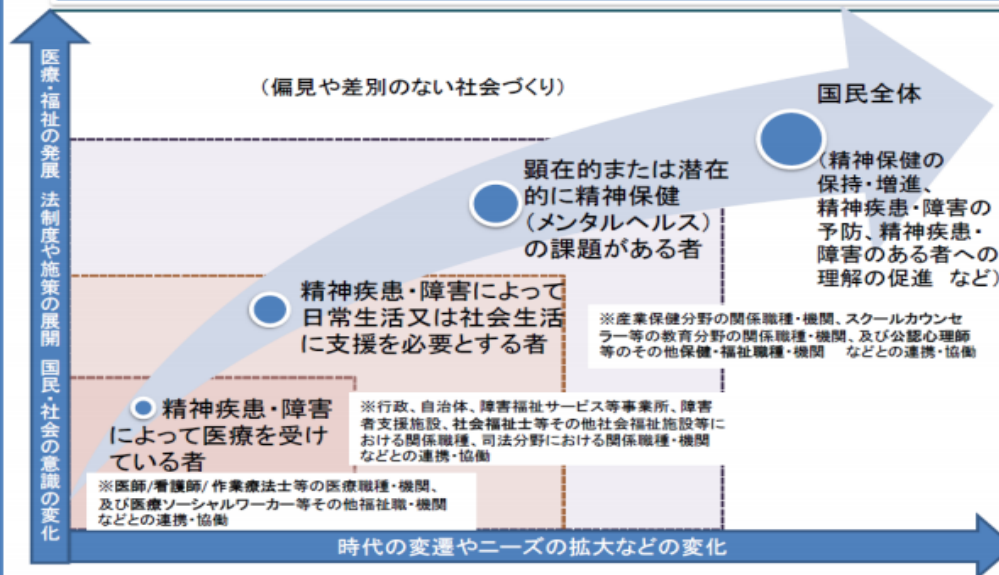 医療・福祉の発展 法制度や施策の展開 国民・社会の意識の変化
(偏見や差別のない社会づくり)
国民全体
(精神保健の
保持・増進、
精神疾患・障害の
予防、精神疾患・
障害のある者への
理解の促進 など)
顕在的または潜在
的に精神保健
(メンタルヘルス)
の課題がある者
※産業保健分野の関係職種・機関、スクールカウンセ
ラー等の教育分野の関係職種・機関、及び公認心理師
等のその他保健・福祉職種・機関 などとの連携・協働
精神疾患・障害によって
日常生活又は社会生活
に支援を必要とする者
※行政、自治体、障害福祉サービス等事業所、障害
者支援施設、社会福祉士等その他社会福祉施設等に
おける関係職種、司法分野における関係職種・機関
などとの連携・協働
精神疾患・障害
によって医療を受け
ている者
※医師/看護師/作業療法士等の医療職種・機関、
及び医療ソーシャルワーカー等その他福祉職・機関
などとの連携・協働
時代の変遷やニーズの拡大などの変化